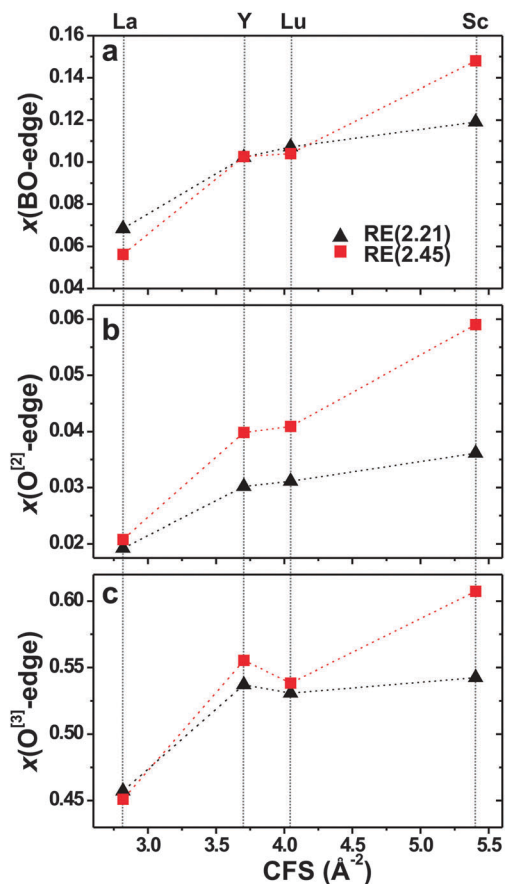 La Y Lu Sc
a
0.16
0.14
0.12
0.10
0.08
0.06
0.04
x(BO-edge)
RE(2.21)
RE(2.45)
b
0.06
0.05
0.04
0.03
0.02
x(O[2]-edge)
c
0.60
0.55
0.50
0.45
x(O[3]-edge)
3.0 3.5 4.0 4.5 5.0 5.5
CFS (Å-2)